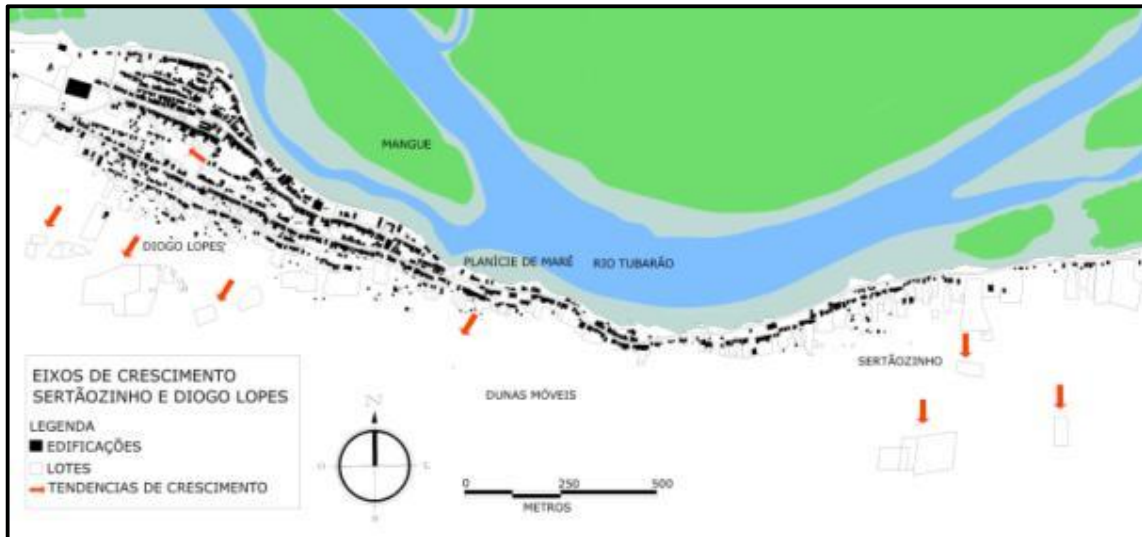 MANGUE
DIOGO LOPES
PLANÍCIE DE MARÉ
RIO TUBARÃO
SERTÃOZINHO
DUNAS MÓVEIS
EIXOS DE CRESCIMENTO
SERTÃOZINHO E DIOGO LOPES
LEGENDA
EDIFICAÇÕES
LOTES
TENDENCIAS DE CRESCIMENTO
N
O
E
0 250 500
METROS